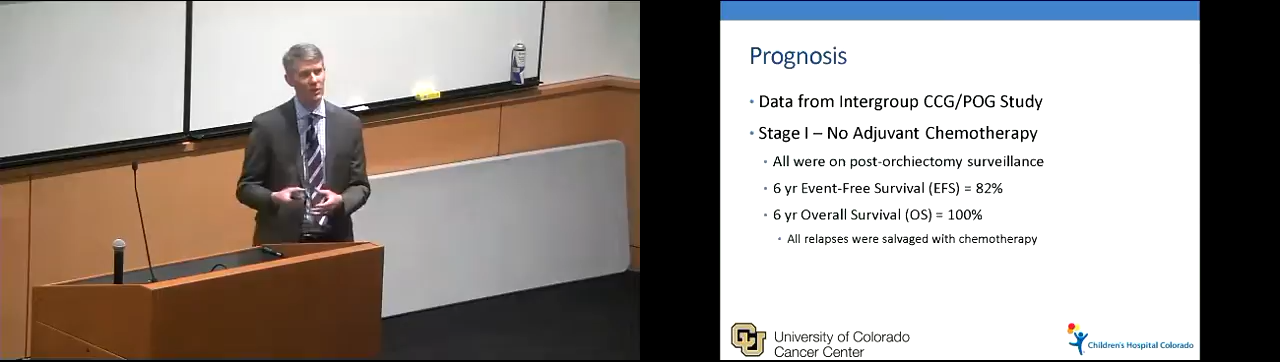 Prognosis
• Data from Intergroup CCG/POG Study
• Stage I – No Adjuvant Chemotherapy
• All were on post-orchiectomy surveillance
• 6 yr Event-Free Survival (EFS) = 82%
• 6 yr Overall Survival (OS) = 100%
• All relapses were salvaged with chemotherapy
CU
University of Colorado
Cancer Center
Children's Hospital Colorado